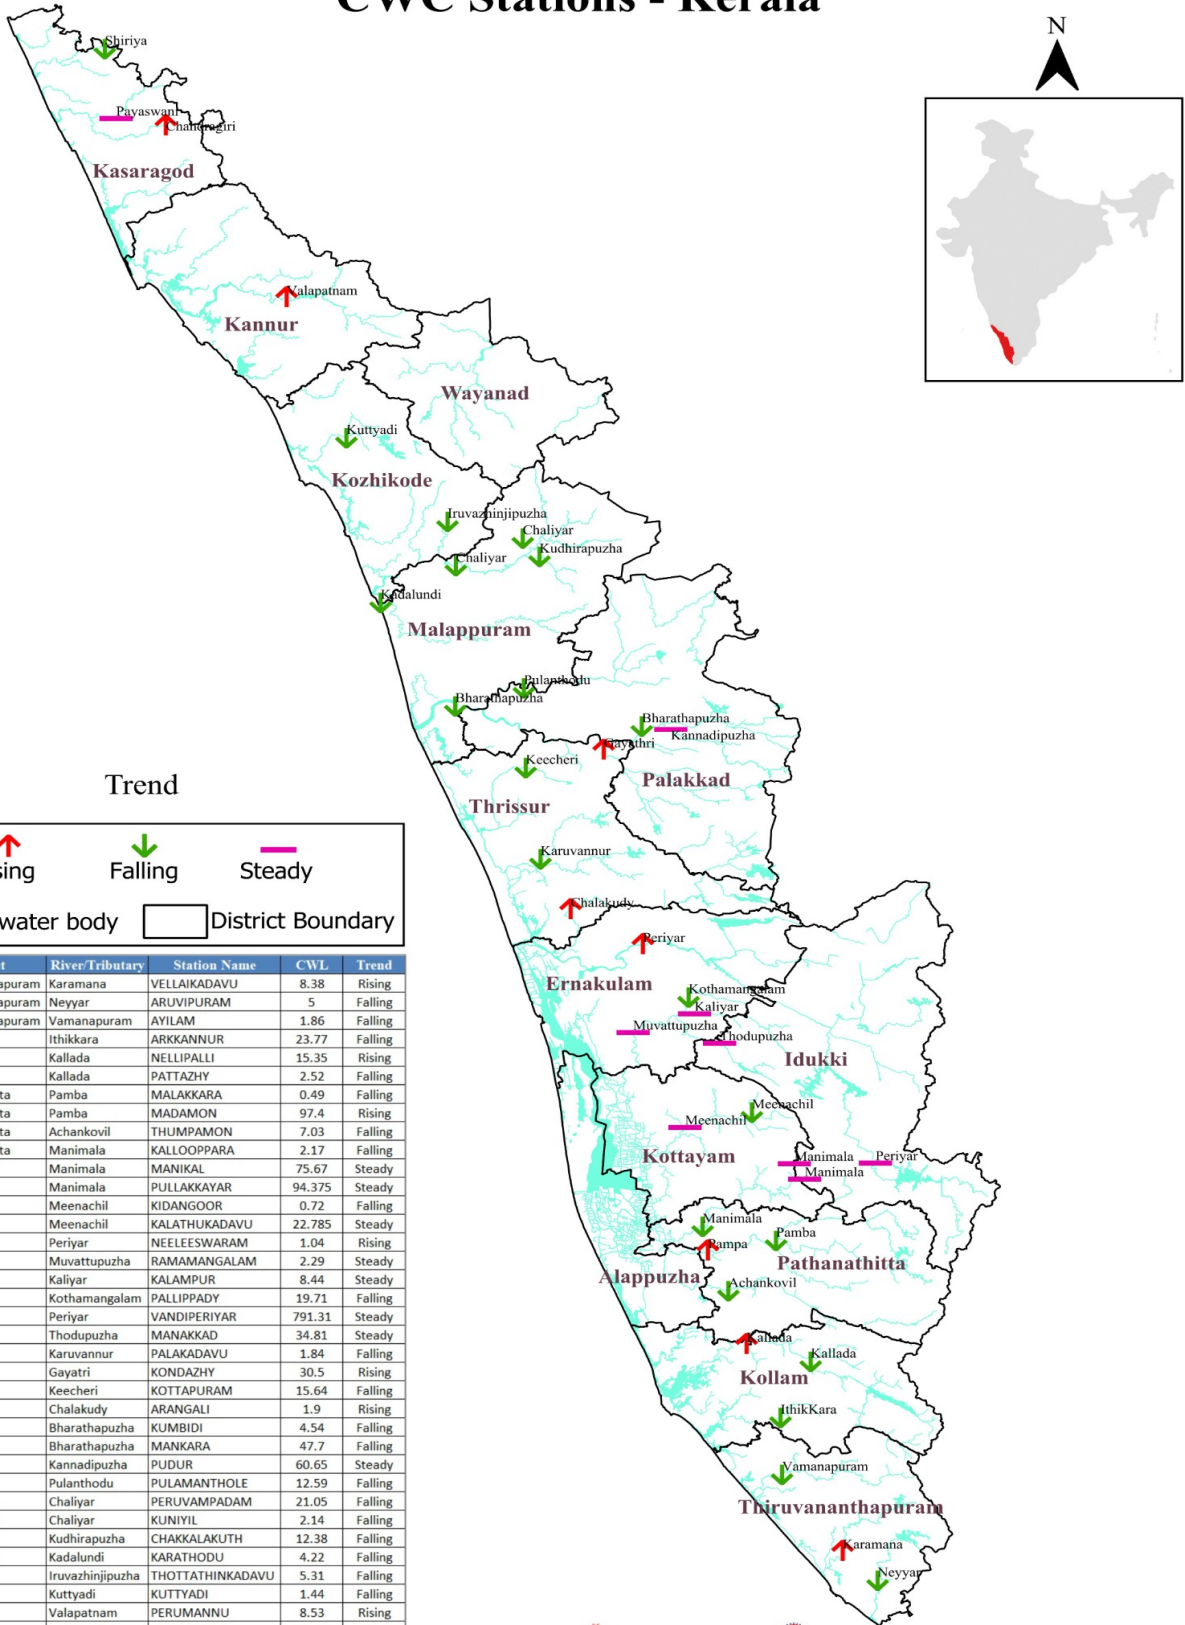 CWC Stations - Kerala
N
Shiriya
Payaswani
Chandragiri
Kasaragod
Valapatnam
Kannur
Wayanad
Kuttyadi
Kozhikode
Iruvazhinjipuzha
Chaliyar
Kudhirapuzha
Chaliyar
Kadalundi
Malappuram
Pulanthodu
Bharathapuzha
Bharathapuzha
Kannadipuzha
Gayathri
Keecheri
Palakkad
Thrissur
Karuvannur
Chalakudy
Periyar
Ernakulam
Kothamangalam
Kaliyar
Muvattupuzha
Thodupuzha
Idukki
Meenachil
Meenachil
Kottayam
Manimala
Periyar
Manimala
Manimala
Pamba
Pampa
Pathanathitta
Alappuzha
Achankovil
Kallada
Kallada
Kollam
IthikKara
Vamanapuram
Thiruvananthapuram
Karamana
Neyyar
Trend
sing Falling Steady
water body District Boundary
t River/Tributary Station Name CWL Trend
apuram Karamana VELLAIKADAVU 8.38 Rising
apuram Neyyar ARUVIPURAM 5 Falling
apuram Vamanapuram AYILAM 1.86 Falling
Ithikkara ARKKANNUR 23.77 Falling
Kallada NELLIPALLI 15.35 Rising
Kallada PATTAZHY 2.52 Falling
ta Pamba MALAKKARA 0.49 Falling
ta Pamba MADAMON 97.4 Rising
ta Achankovil THUMPAMON 7.03 Falling
ta Manimala KALLOOPPARA 2.17 Falling
Manimala MANIKAL 75.67 Steady
Manimala PULLAKKAYAR 94.375 Steady
Meenachil KIDANGOOR 0.72 Falling
Meenachil KALATHUKADAVU 22.785 Steady
Periyar NEELEESWARAM 1.04 Rising
Muvattupuzha RAMAMANGALAM 2.29 Steady
Kaliyar KALAMPUR 8.44 Steady
Kothamangalam PALLIPPADY 19.71 Falling
Periyar VANDIPERIYAR 791.31 Steady
Thodupuzha MANAKKAD 34.81 Steady
Karuvannur PALAKADAVU 1.84 Falling
Gayatri KONDAZHY 30.5 Rising
Keecheri KOTTAPURAM 15.64 Falling
Chalakudy ARANGALI 1.9 Rising
Bharathapuzha KUMBIDI 4.54 Falling
Bharathapuzha MANKARA 47.7 Falling
Kannadipuzha PUDUR 60.65 Steady
Pulanthodu PULAMANTHOLE 12.59 Falling
Chaliyar PERUVAMPADAM 21.05 Falling
Chaliyar KUNIYIL 2.14 Falling
Kudhirapuzha CHAKKALAKUTH 12.38 Falling
Kadalundi KARATHODU 4.22 Falling
Iruvazhinjipuzha THOTTATHINKADAVU 5.31 Falling
Kuttyadi KUTTYADI 1.44 Falling
Valapatnam PERUMANNU 8.53 Rising